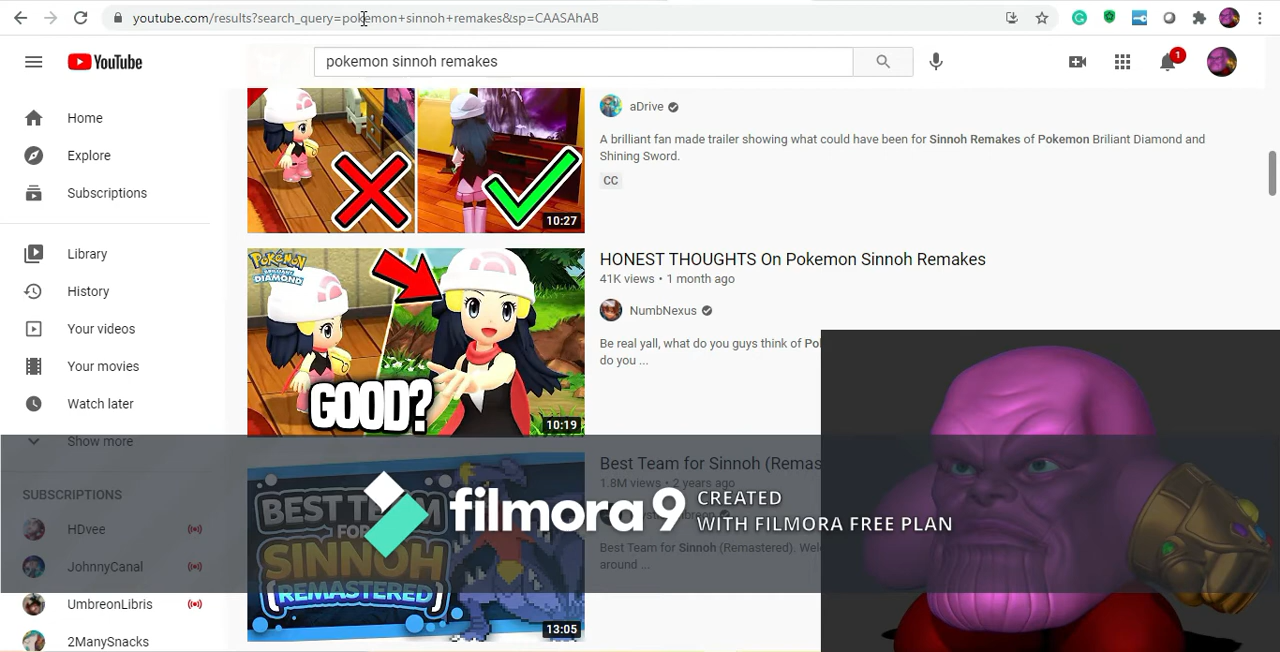 youtube.com/results?search_query=pokemon+sinnoh+remakes&sp=CAASAhAB
YouTube
pokemon sinnoh remakes
1
Home
Explore
Subscriptions
Library
History
Your videos
Your movies
Watch later
Show more
SUBSCRIPTIONS
HDvee
JohnnyCanal
UmbreonLibris
2ManySnacks
10:27
aDrive
A brilliant fan made trailer showing what could have been for Sinnoh Remakes of Pokemon Briliant Diamond and
Shining Sword.
CC
POKÉMON
BRILLIANT
DIAMOND
GOOD?
10:19
HONEST THOUGHTS On Pokemon Sinnoh Remakes
41K views • 1 month ago
NumbNexus
Be real yall, what do you guys think of Pol
do you ...
BEST TEAM
FOR
SINNOH
(REMASTERED)
13:05
Best Team for Sinnoh (Remas
1.8M views • 2 years ago
Best Team for Sinnoh (Remastered). Wel
around ...
filmora 9
CREATED
WITH FILMORA FREE PLAN